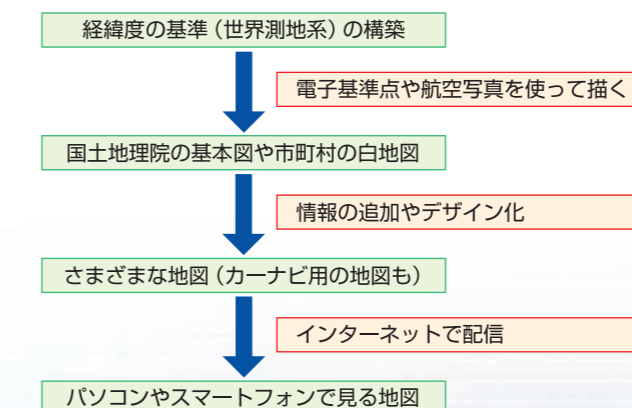 経緯度の基準（世界測地系）の構築
電子基準点や航空写真を使って描く
国土地理院の基本図や市町村の白地図
情報の追加やデザイン化
さまざまな地図（カーナビ用の地図も）
インターネットで配信
パソコンやスマートフォンで見る地図